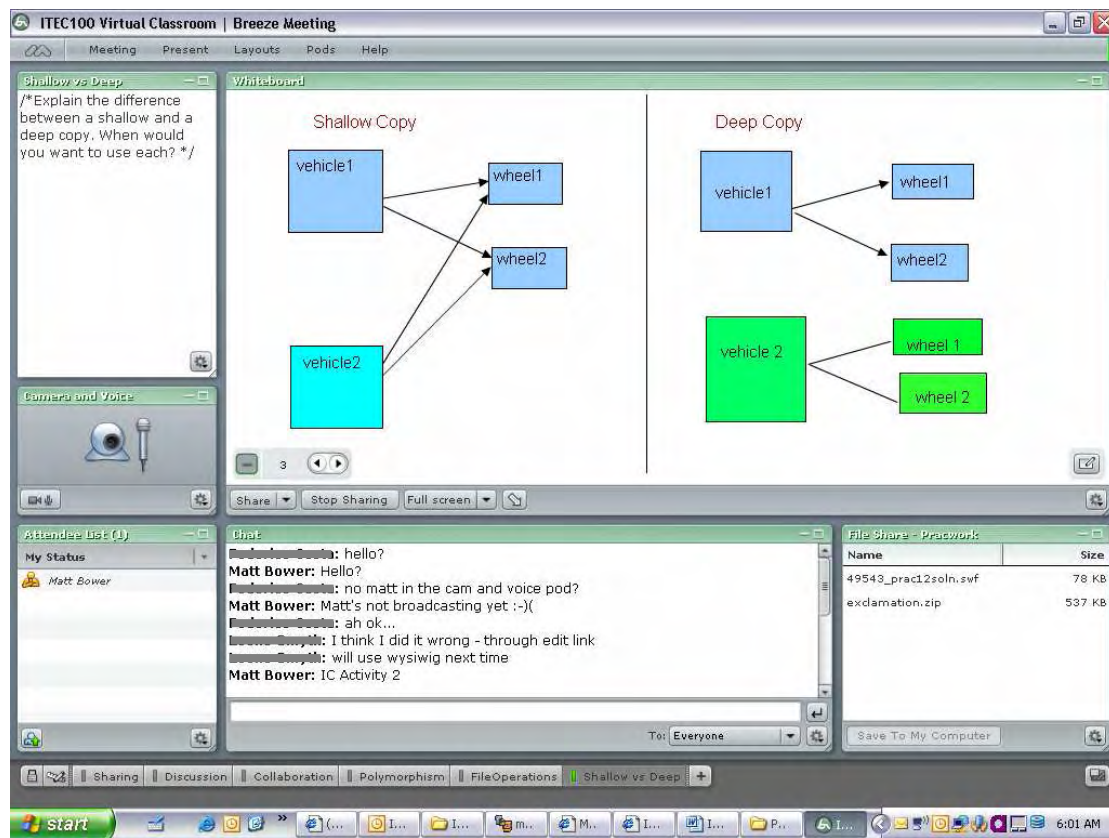 ITEC100 Virtual Classroom | Breeze Meeting
Meeting Present Layouts Pods Help
Shallow vs Deep
/*Explain the difference
between a shallow and a
deep copy. When would
you want to use each? */
Whiteboard
Shallow Copy
vehicle1
wheel1
wheel2
vehicle2
Deep Copy
vehicle1
wheel1
wheel2
vehicle 2
wheel 1
wheel 2
3
Share Stop Sharing Full screen
Camera and Voice
Attendee List (1)
My Status
Matt Bower
Chat
: hello?
Matt Bower: Hello?
: no matt in the cam and voice pod?
Matt Bower: Matt's not broadcasting yet :-)(
: ah ok...
: I think I did it wrong - through edit link
: will use wysiwig next time
Matt Bower: IC Activity 2
To: Everyone
File Share - Pracwork
Name Size
49543_prac12soln.swf 78 KB
exclamation.zip 537 KB
Save To My Computer
Sharing Discussion Collaboration Polymorphism FileOperations Shallow vs Deep +
start » (... I... I... m.. M.. I... I... P... I... 6:01 AM